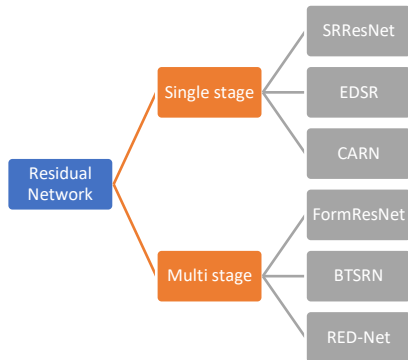 SRResNet
Single stage
EDSR
CARN
Residual
Network
FormResNet
Multi stage
BTSRN
RED-Net